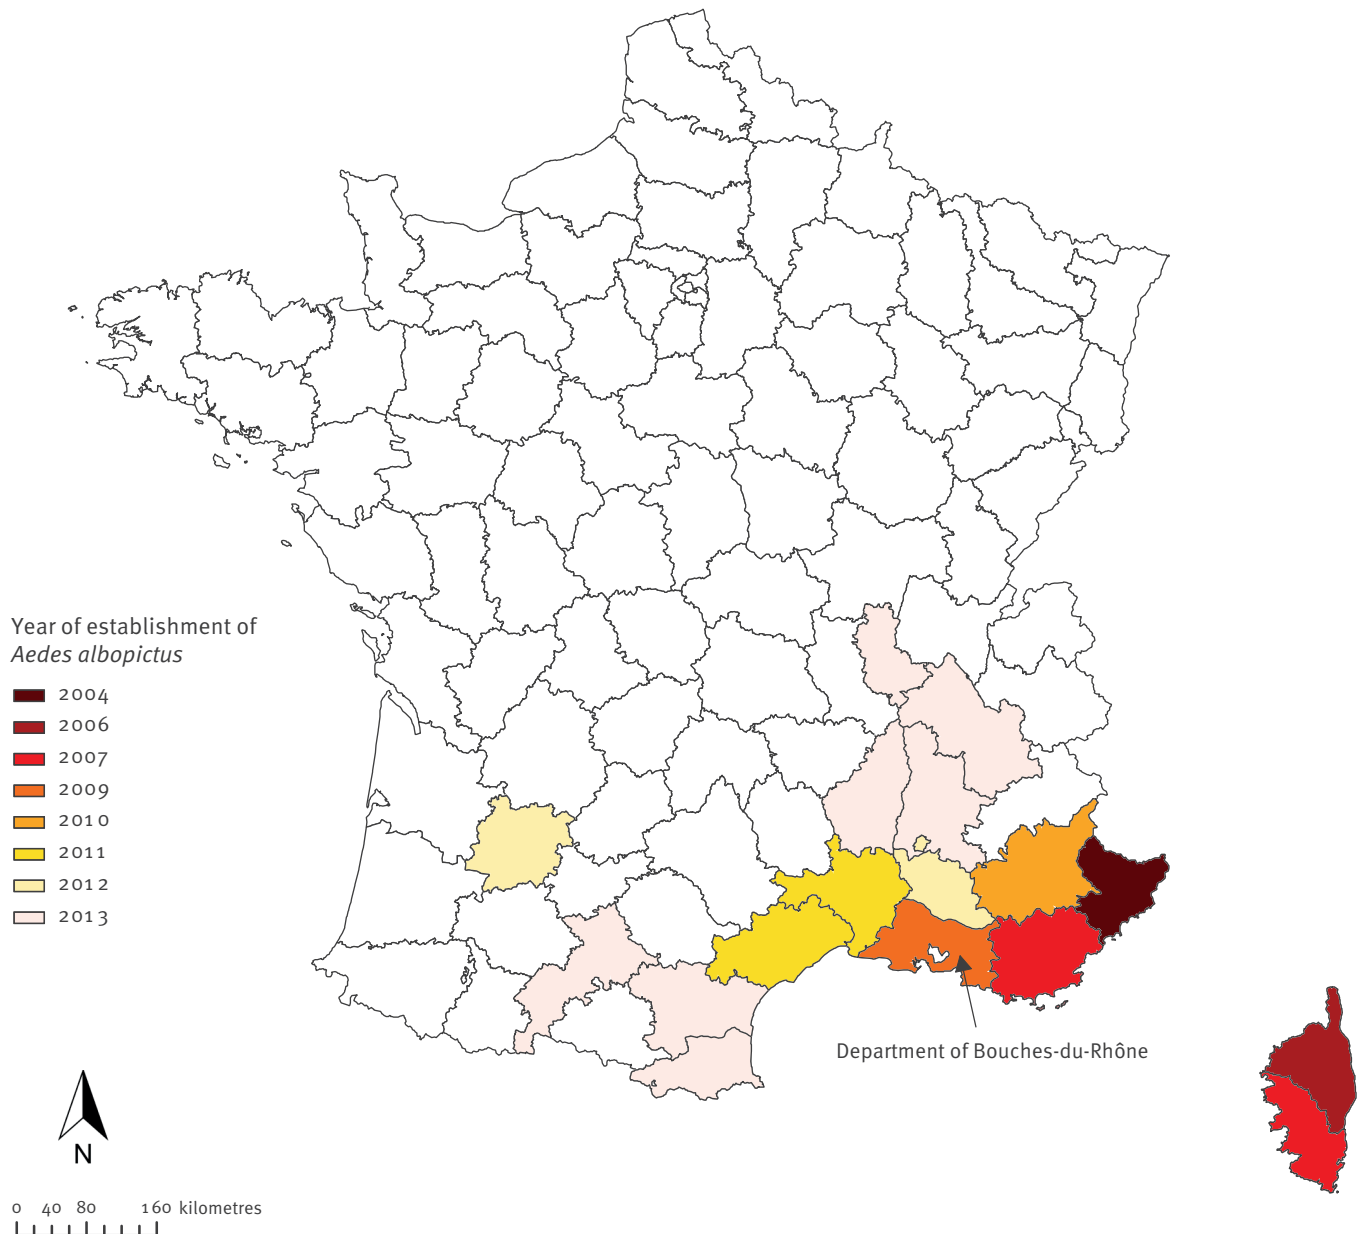 Year of establishment of
Aedes albopictus
2004
2006
2007
2009
2010
2011
2012
2013
Department of Bouches-du-Rhône
N
0 40 80 160 kilometres